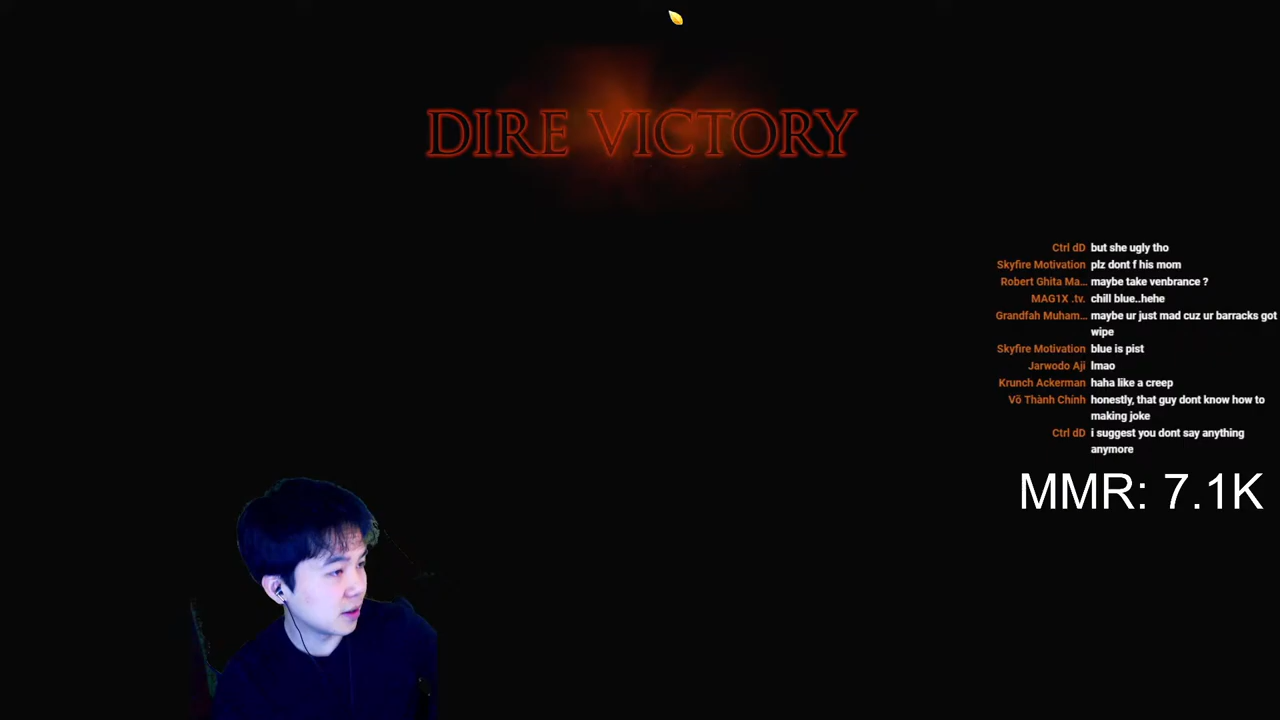 DIRE VICTORY
Ctrl dD but she ugly tho
Skyfire Motivation plz dont f his mom
Robert Ghita Ma... maybe take venbrance ?
MAG1X .tv. chill blue..hehe
Grandfah Muham... maybe ur just mad cuz ur barracks got
wipe
Skyfire Motivation blue is pist
Jarwodo Aji lmao
Krunch Ackerman haha like a creep
Võ Thành Chính honestly, that guy dont know how to
making joke
Ctrl dD i suggest you dont say anything
anymore
MMR: 7.1K